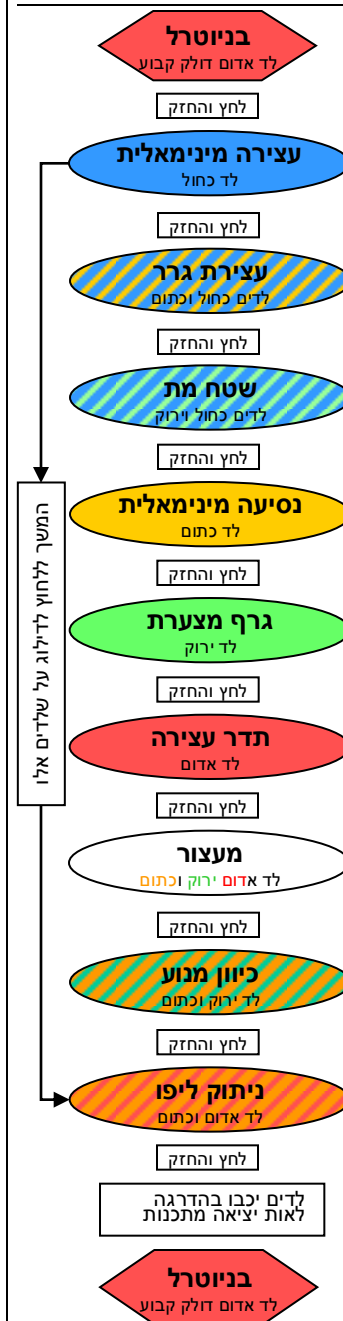 בניוטרל
לד אדום דולק קבוע
לחץ והחזק
עצירה מינימאלית
לד כחול
לחץ והחזק
עצירת גרר
לדים כחול וכתום
לחץ והחזק
שטח מת
לדים כחול וירוק
לחץ והחזק
נסיעה מינימאלית
לד כתום
המשך ללחוץ לדילוג על שלדים אלו
לחץ והחזק
גרף מצערת
לד ירוק
לחץ והחזק
תדר עצירה
לד אדום
לחץ והחזק
מעצור
לד אדום ירוק וכתום
לחץ והחזק
כיוון מנוע
לד ירוק וכתום
לחץ והחזק
ניתוק ליפו
לד אדום וכתום
לחץ והחזק
לדים יכבו בהדרגה
לאות יציאה מתכנות
בניוטרל
לד אדום דולק קבוע